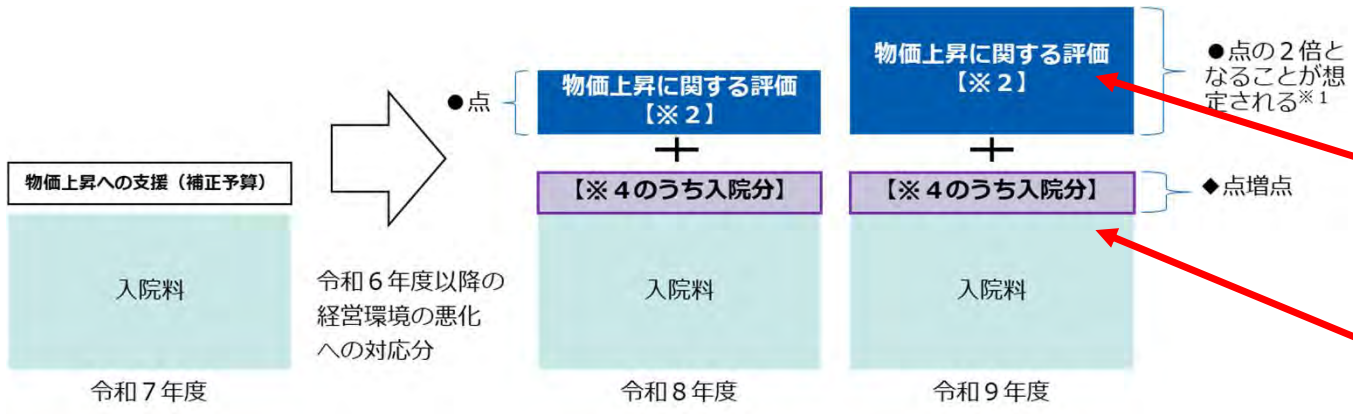 物価上昇への支援（補正予算）
入院料
令和７年度
令和６年度以降の
経営環境の悪化
への対応分
●点
物価上昇に関する評価
【※２】
＋
【※４のうち入院分】
入院料
令和８年度
物価上昇に関する評価
【※２】
＋
【※４のうち入院分】
入院料
令和９年度
●点の２倍と
なることが想
定される※１
◆点増点